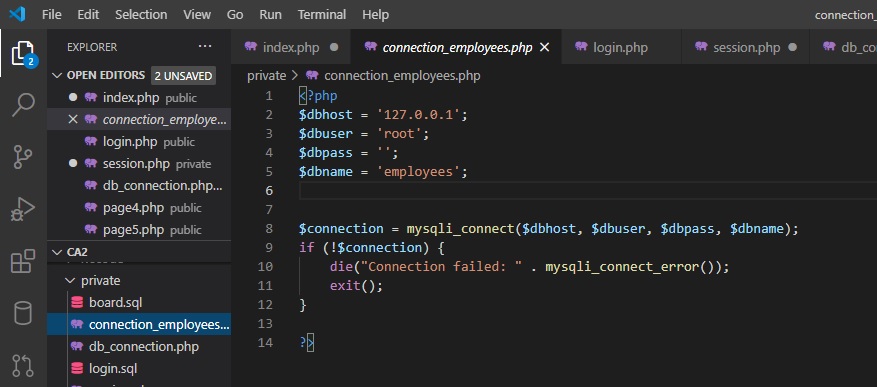 File Edit Selection View Go Run Terminal Help connection_
EXPLORER ...
index.php connection_employees.php login.php session.php db_co
OPEN EDITORS 2 UNSAVED
private > connection_employees.php
index.php public
connection_employe...
login.php public
session.php private
db_connection.php...
page4.php public
page5.php public
CA2
private
board.sql
connection_employees...
db_connection.php
login.sql
2
1 <?php
2 $dbhost = '127.0.0.1';
3 $dbuser = 'root';
4 $dbpass = '';
5 $dbname = 'employees';
6
7
8 $connection = mysqli_connect($dbhost, $dbuser, $dbpass, $dbname);
9 if (!$connection) {
10 die("Connection failed: " . mysqli_connect_error());
11 exit();
12 }
13
14 ?>